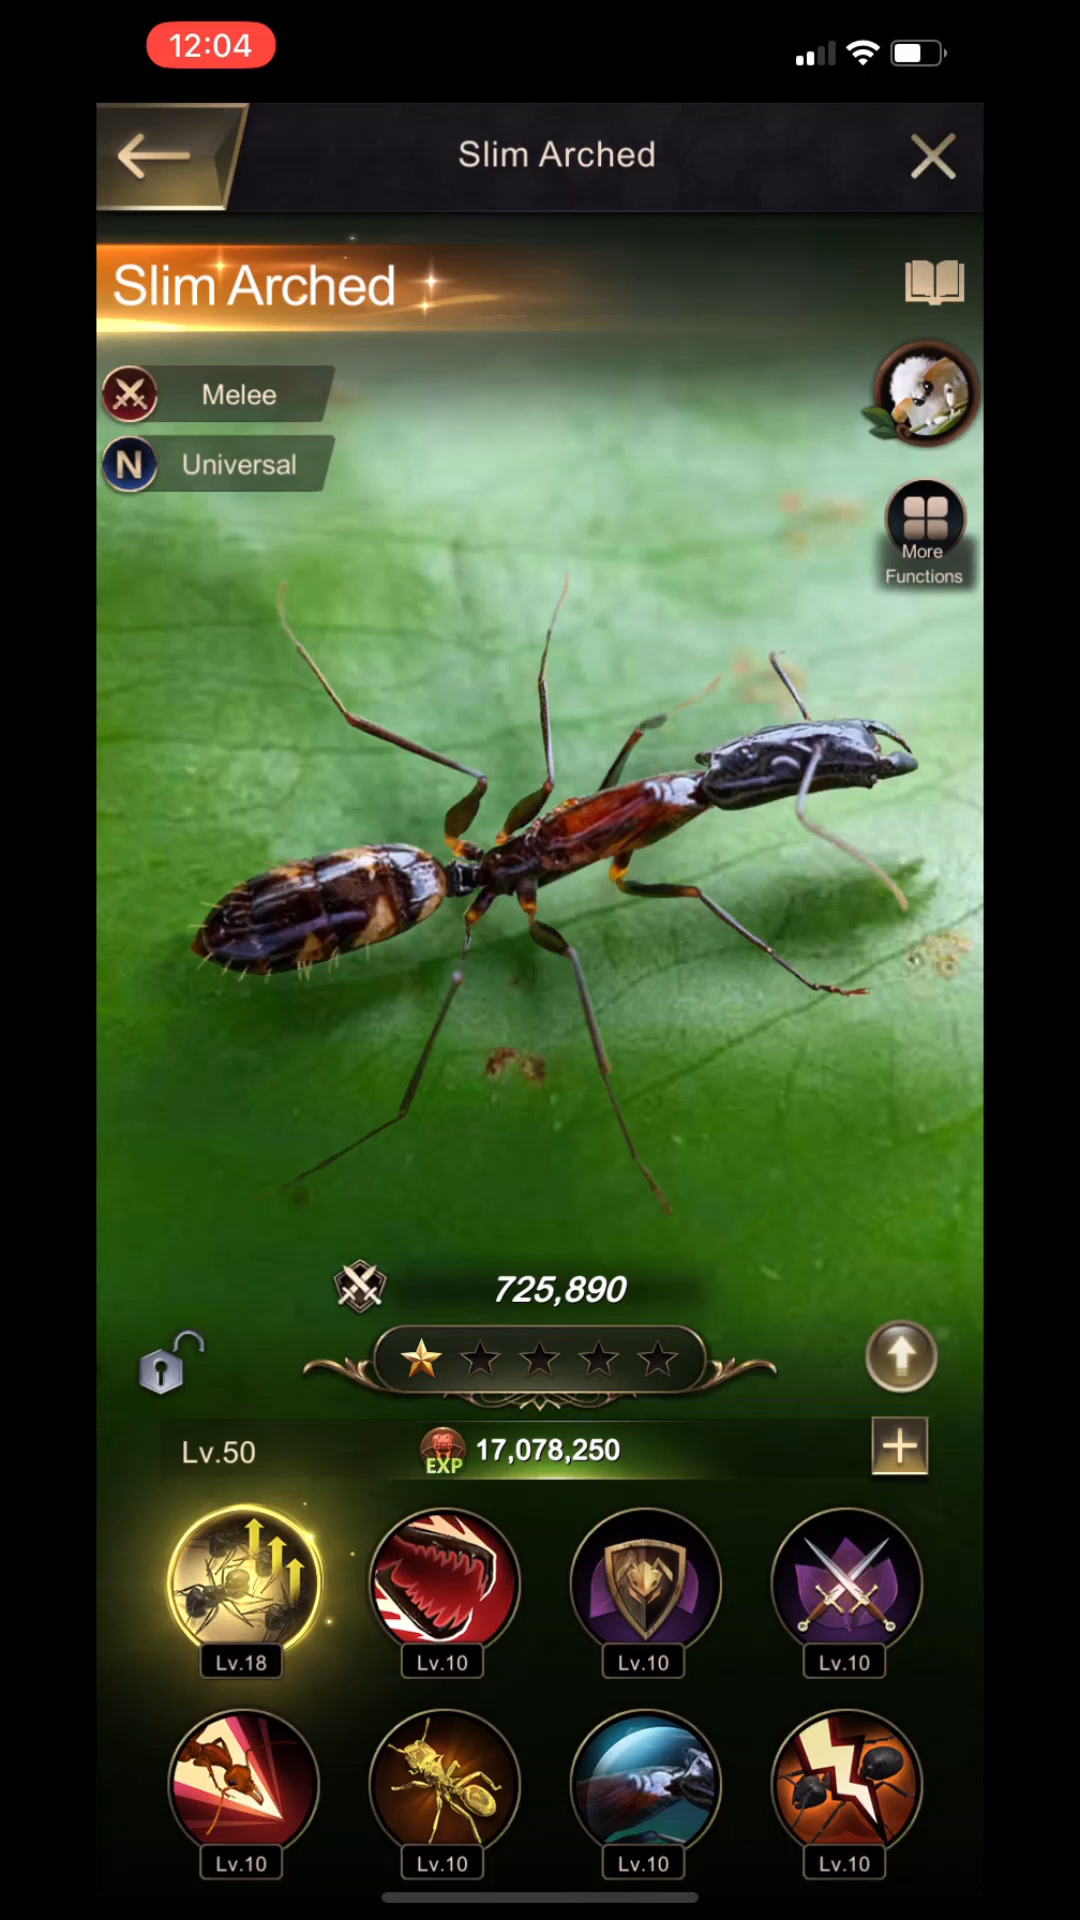 12:04
Slim Arched
Slim Arched
Melee
N
Universal
More
Functions
725,890
Lv.50
EXP
17,078,250
Lv.18
Lv.10
Lv.10
Lv.10
Lv.10
Lv.10
Lv.10
Lv.10